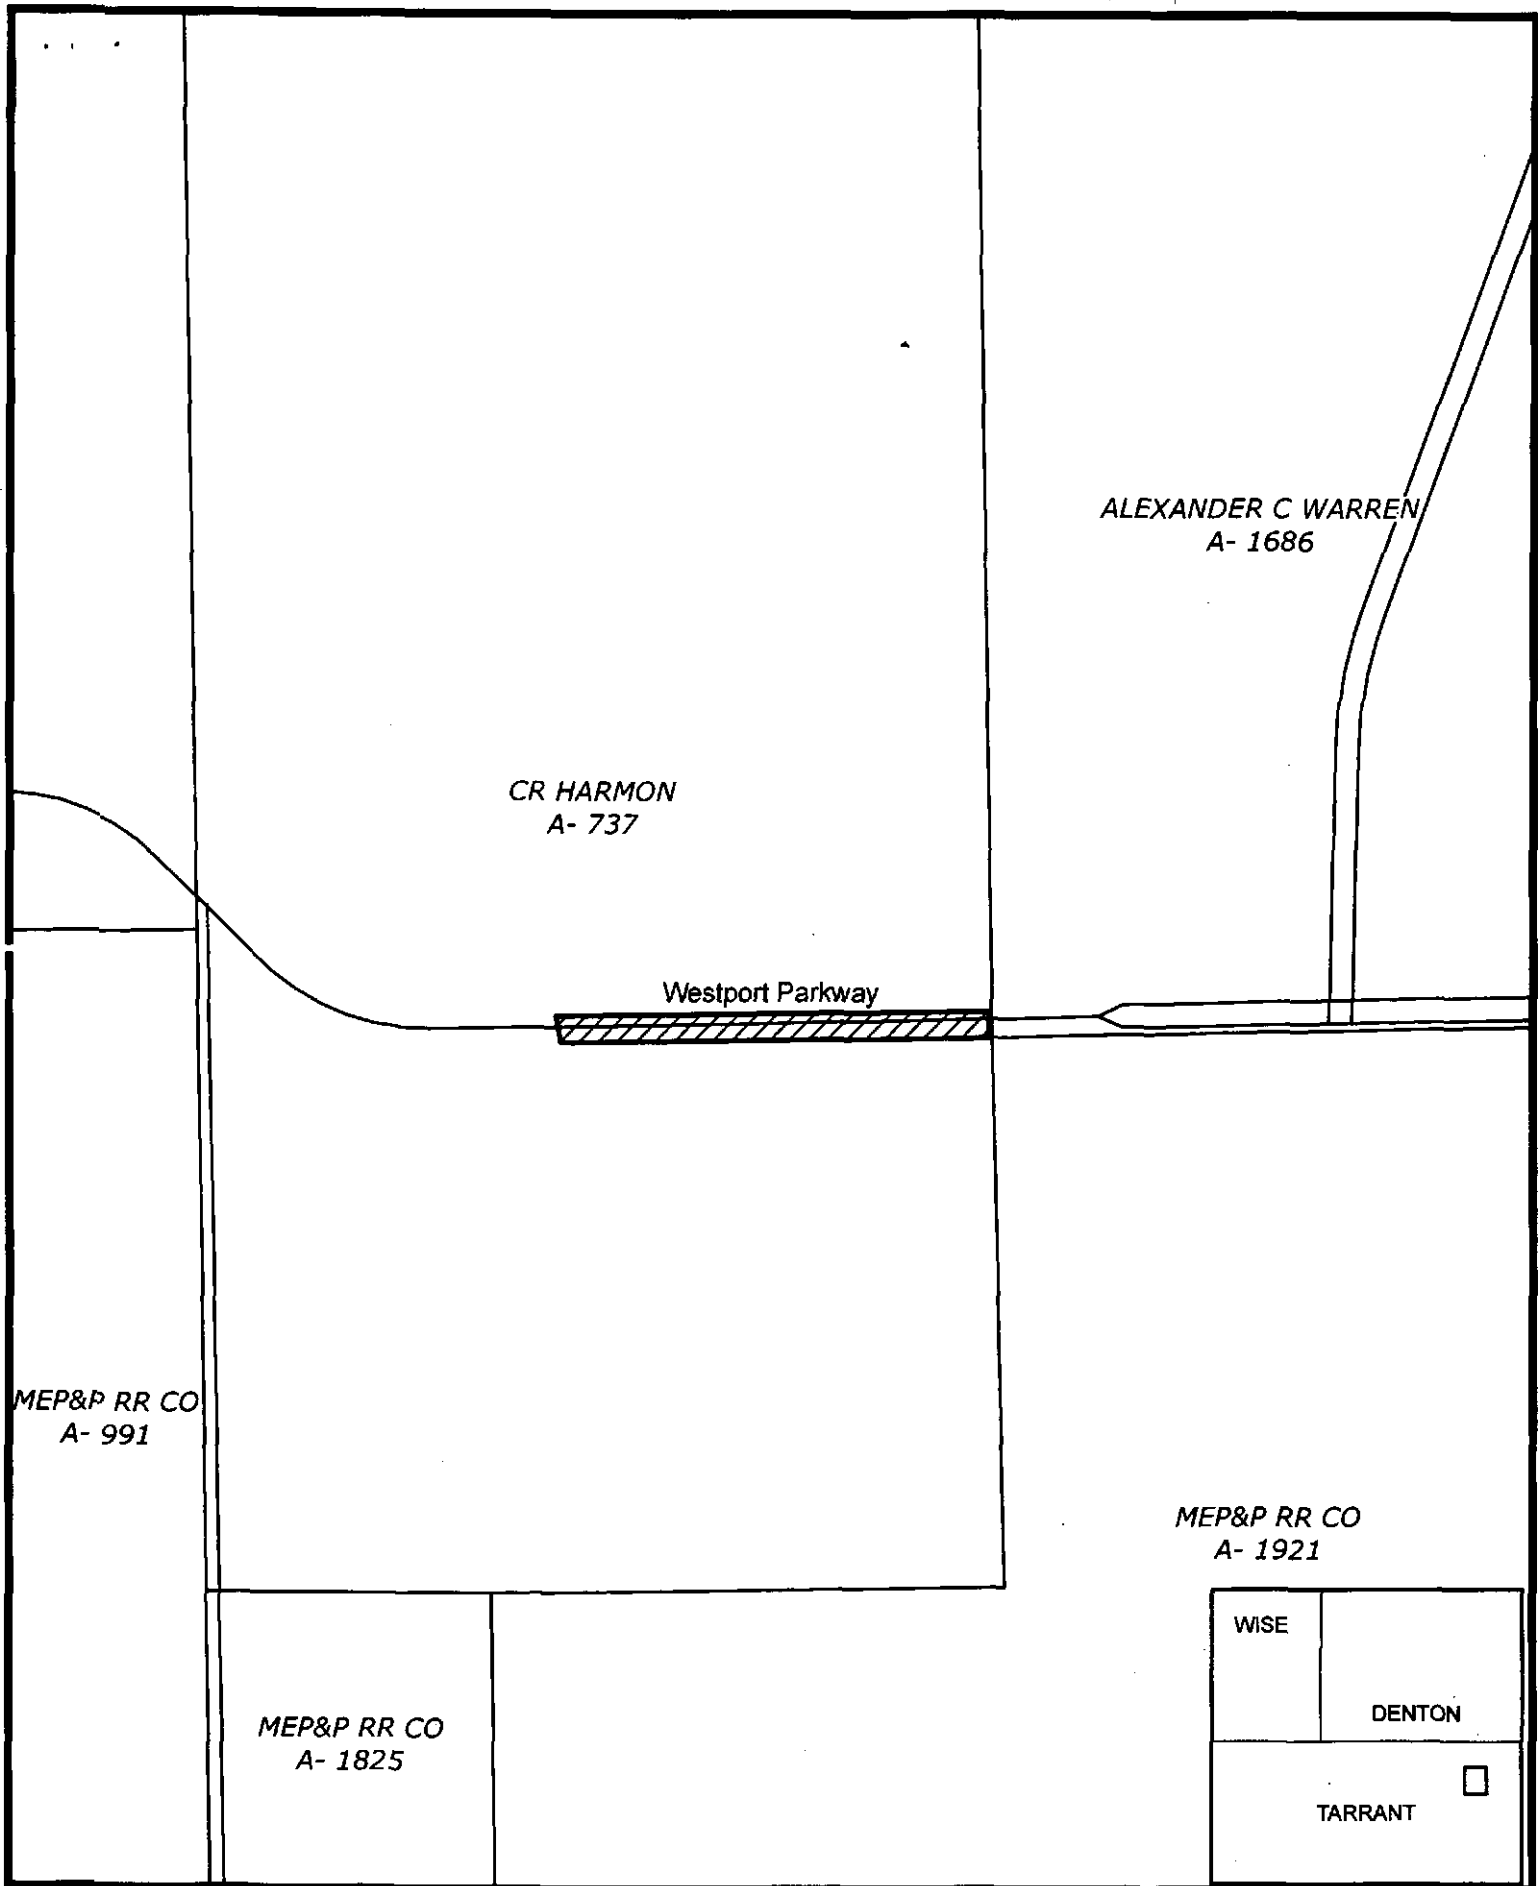 ALEXANDER C WARREN
A- 1686
CR HARMON
A- 737
Westport Parkway
MEP&P RR CO
A- 991
MEP&P RR CO
A- 1921
MEP&P RR CO
A- 1825
WISE
DENTON
TARRANT